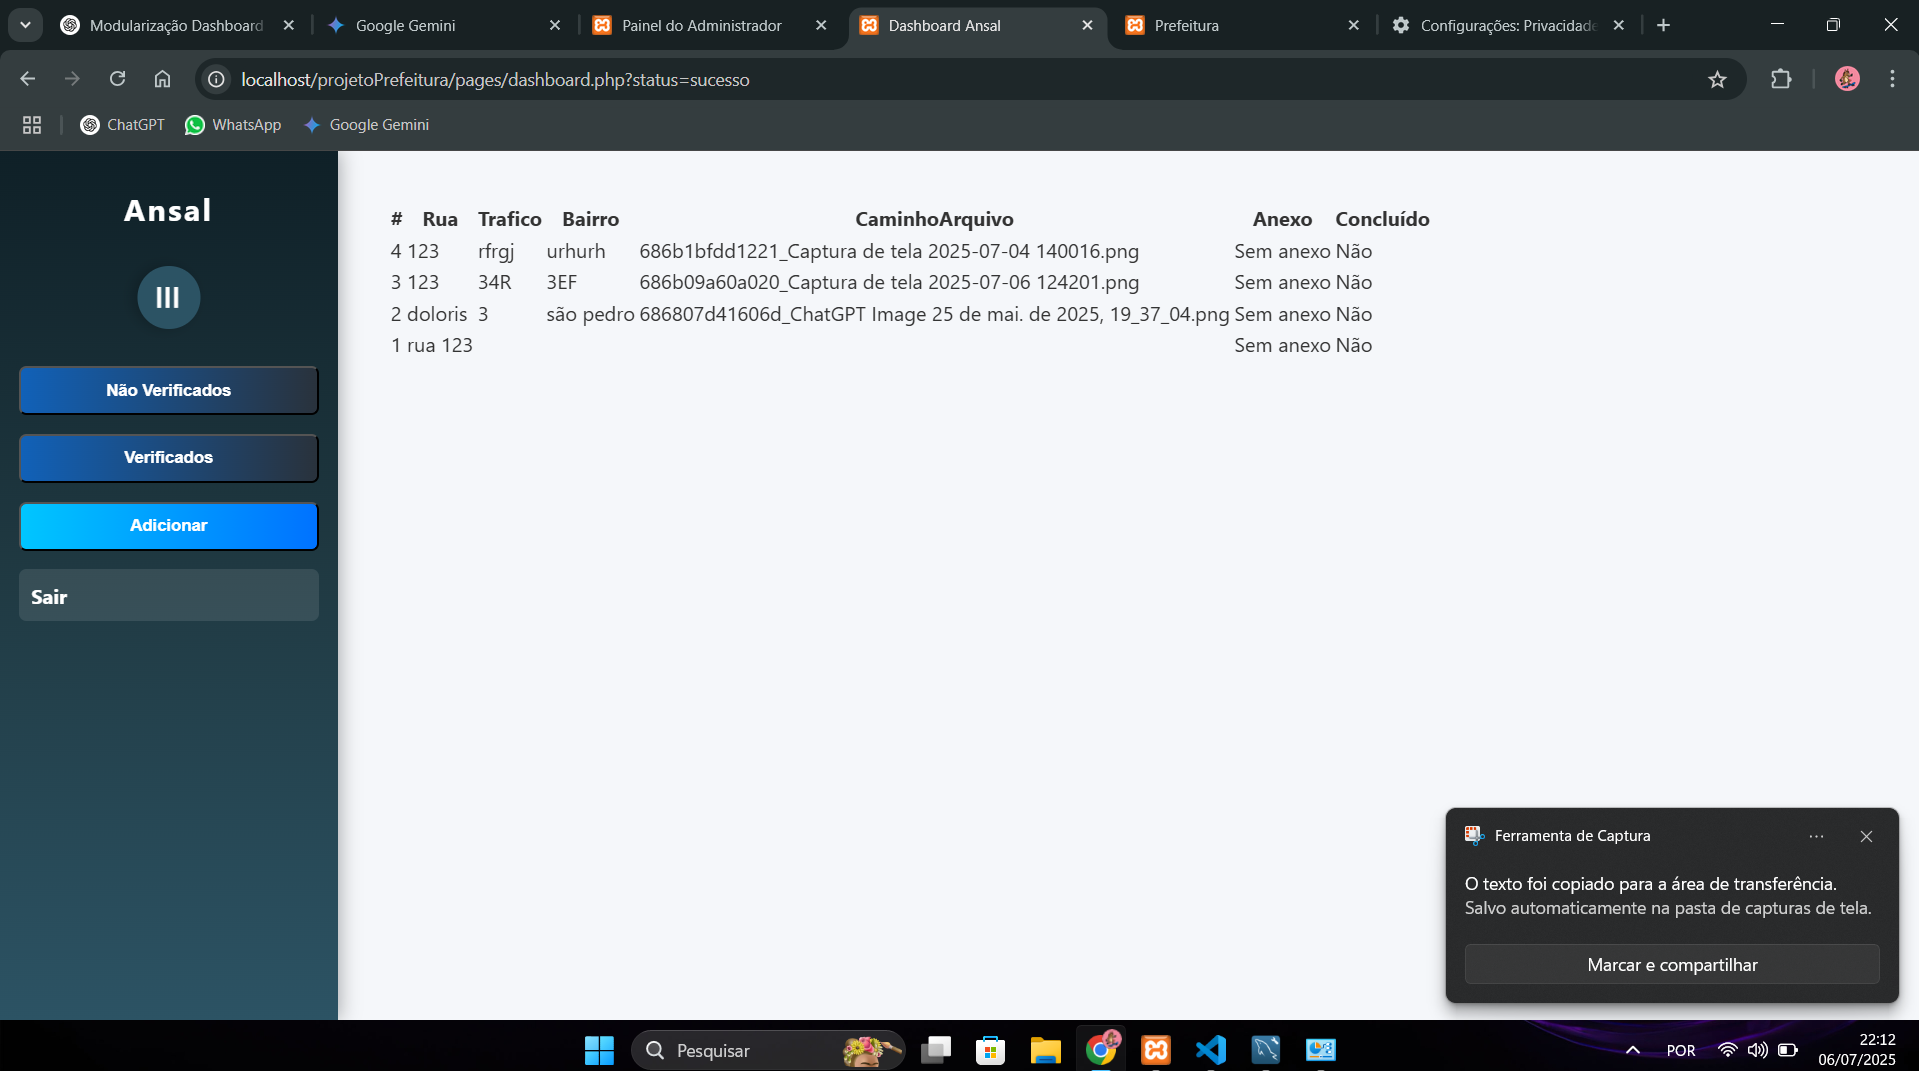 Modularização Dashboard
Google Gemini
Painel do Administrador
Dashboard Ansal
Prefeitura
Configurações: Privacidade
localhost/projetoPrefeitura/pages/dashboard.php?status=sucesso
ChatGPT
WhatsApp
Google Gemini
Ansal
Não Verificados
Verificados
Adicionar
Sair
# Rua Trafico Bairro CaminhoArquivo Anexo Concluído
4 123 rfrgj urhurh 686b1bfdd1221_Captura de tela 2025-07-04 140016.png Sem anexo Não
3 123 34R 3EF 686b09a60a020_Captura de tela 2025-07-06 124201.png Sem anexo Não
2 doloris 3 são pedro 686807d41606d_ChatGPT Image 25 de mai. de 2025, 19_37_04.png Sem anexo Não
1 rua 123 Sem anexo Não
Ferramenta de Captura
O texto foi copiado para a área de transferência.
Salvo automaticamente na pasta de capturas de tela.
Marcar e compartilhar
Pesquisar
POR
22:12
06/07/2025